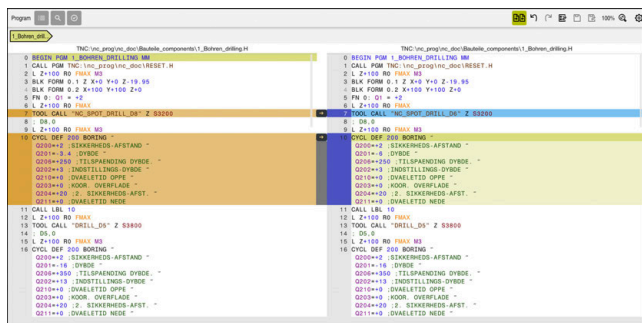 Program
100%
1_Bohren_drill..
TNC:\nc_prog\nc_doc\Bauteile_components\1_Bohren_drilling.H
0 BEGIN PGM 1_BOHREN_DRILLING MM
1 CALL PGM TNC:\nc_prog\nc_doc\RESET.H
2 L Z+100 R0 FMAX M3
3 BLK FORM 0.1 Z X+0 Y+0 Z-19.95
4 BLK FORM 0.2 X+100 Y+100 Z+0
5 FN 0: Q1 = +2
6 L Z+100 R0 FMAX
7 TOOL CALL "NC_SPOT_DRILL_D8" Z S3200
8 ; D8,0
9 L Z+100 R0 FMAX M3
10 CYCL DEF 200 BORING ~
Q200=+2 ;SIKKERHEDS-AFSTAND ~
Q201=-3.4 ;DYBDE ~
Q206=+250 ;TILSPAENDING DYBDE. ~
Q202=+3 ;INDSTILLINGS-DYBDE ~
Q210=+0 ;DVAELETID OPPE ~
Q203=+0 ;KOOR. OVERFLADE ~
Q204=+20 ;2. SIKKERHEDS-AFST. ~
Q211=+0 ;DVAELETID NEDE
11 CALL LBL 10
12 L Z+100 R0 FMAX
13 TOOL CALL "DRILL_D5" Z S3800
14 ; D5,0
15 L Z+100 R0 FMAX M3
16 CYCL DEF 200 BORING ~
Q200=+2 ;SIKKERHEDS-AFSTAND ~
Q201=-16 ;DYBDE ~
Q206=+350 ;TILSPAENDING DYBDE. ~
Q202=+13 ;INDSTILLINGS-DYBDE ~
Q210=+0 ;DVAELETID OPPE ~
Q203=+0 ;KOOR. OVERFLADE ~
Q204=+20 ;2. SIKKERHEDS-AFST. ~
Q211=+0 ;DVAELETID NEDE ~
TNC:\nc_prog\nc_doc\Bauteile_components\1_Bohren_drilling.H
0 BEGIN PGM 1_BOHREN_DRILLING MM
1 CALL PGM TNC:\nc_prog\nc_doc\RESET.H
2 L Z+100 R0 FMAX M3
3 BLK FORM 0.1 Z X+0 Y+0 Z-19.95
4 BLK FORM 0.2 X+100 Y+100 Z+0
5 FN 0: Q1 = +2
6 L Z+100 R0 FMAX
7 TOOL CALL "NC_SPOT_DRILL_D6" Z S3200
8 ; D8,0
9 L Z+100 R0 FMAX M3
10 CYCL DEF 200 BORING ~
Q200=+2 ;SIKKERHEDS-AFSTAND ~
Q201=-6 ;DYBDE ~
Q206=+250 ;TILSPAENDING DYBDE. ~
Q202=+3 ;INDSTILLINGS-DYBDE ~
Q210=+0 ;DVAELETID OPPE ~
Q203=+0 ;KOOR. OVERFLADE ~
Q204=+20 ;2. SIKKERHEDS-AFST. ~
Q211=+0 ;DVAELETID NEDE
11 CALL LBL 10
12 L Z+100 R0 FMAX
13 TOOL CALL "DRILL_D5" Z S3800
14 ; D5,0
15 L Z+100 R0 FMAX M3
16 CYCL DEF 200 BORING ~
Q200=+2 ;SIKKERHEDS-AFSTAND ~
Q201=-16 ;DYBDE ~
Q206=+350 ;TILSPAENDING DYBDE. ~
Q202=+13 ;INDSTILLINGS-DYBDE ~
Q210=+0 ;DVAELETID OPPE ~
Q203=+0 ;KOOR. OVERFLADE ~
Q204=+20 ;2. SIKKERHEDS-AFST. ~
Q211=+0 ;DVAELETID NEDE ~